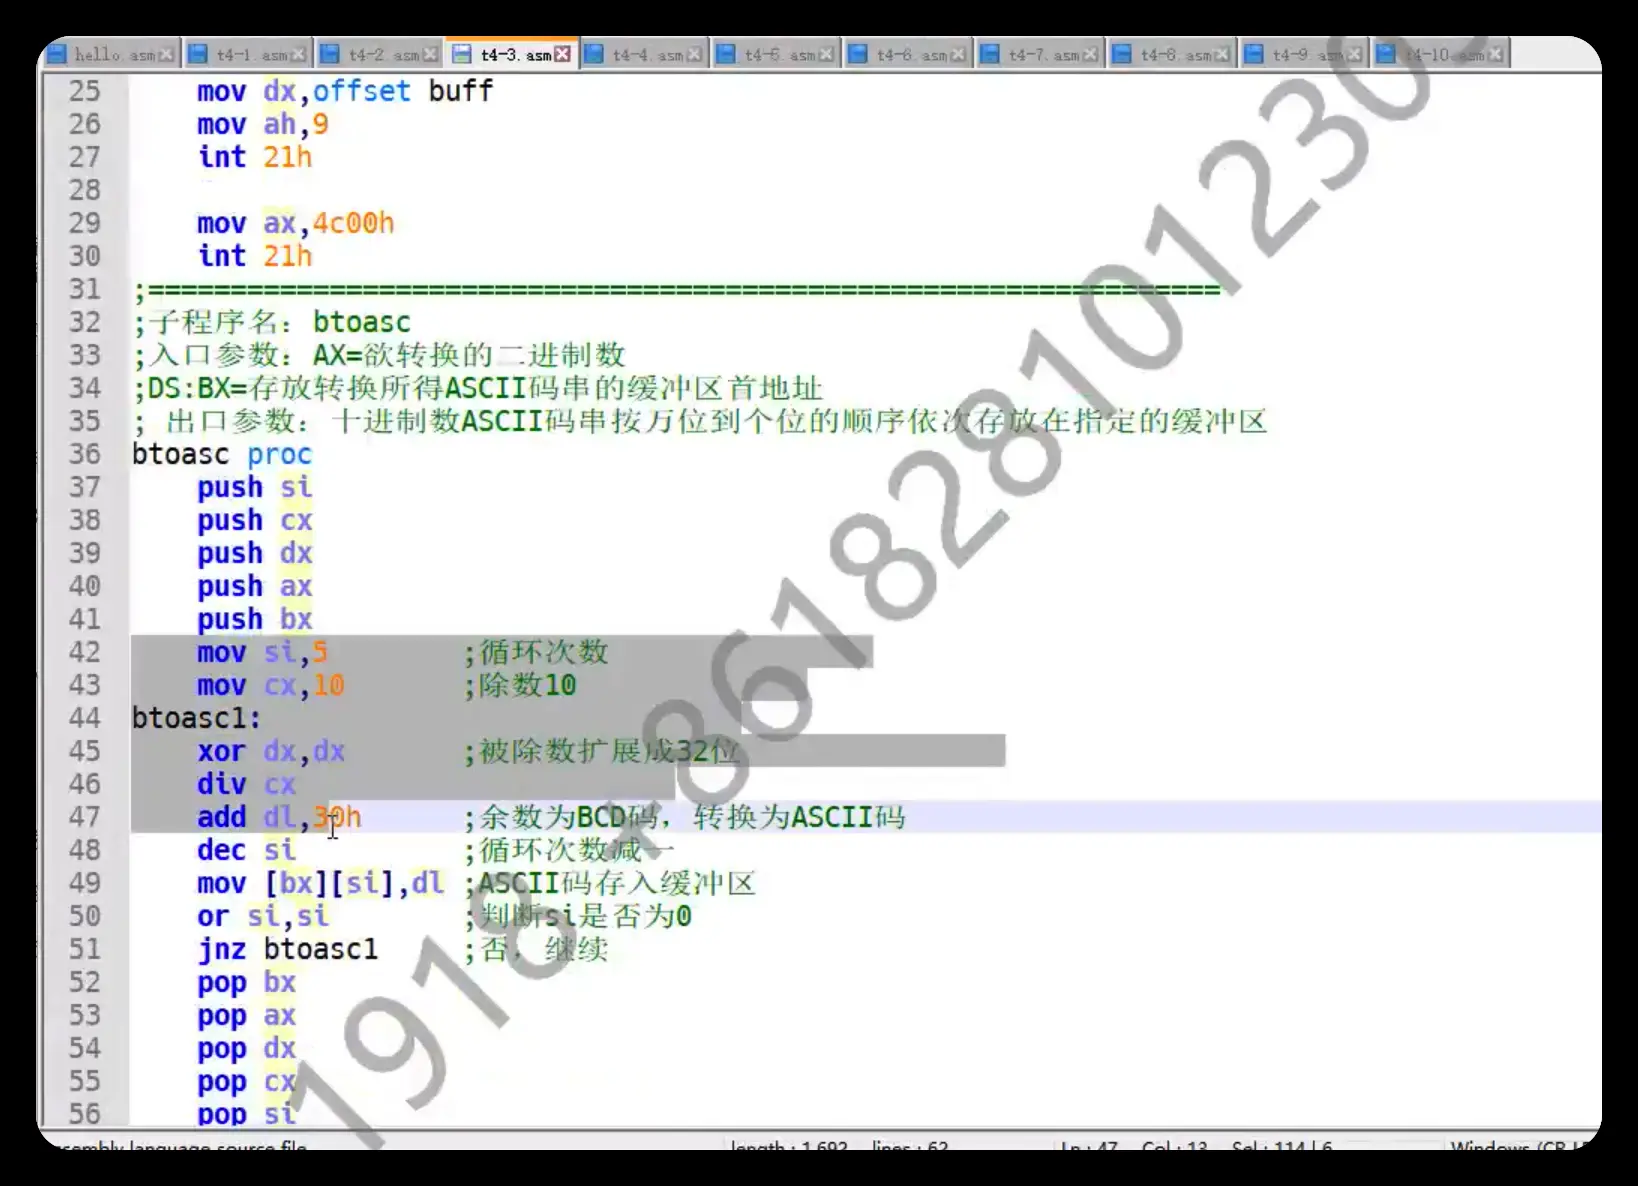 hello.asm t4-1.asm t4-2.asm t4-3.asm t4-4.asm t4-5.asm t4-6.asm t4-7.asm t4-8.asm t4-9.asm t4-10.asm
25 mov dx,offset buff
26 mov ah,9
27 int 21h
28
29 mov ax,4c00h
30 int 21h
31 ;=================================================================
32 ;子程序名：btoasc
33 ;入口参数：AX=欲转换的二进制数
34 ;DS:BX=存放转换所得ASCII码串的缓冲区首地址
35 ; 出口参数：十进制数ASCII码串按万位到个位的顺序依次存放在指定的缓冲区
36 btoasc proc
37 push si
38 push cx
39 push dx
40 push ax
41 push bx
42 mov si,5 ;循环次数
43 mov cx,10 ;除数10
44 btoasc1:
45 xor dx,dx ;被除数扩展成32位
46 div cx
47 add dl,30h ;余数为BCD码，转换为ASCII码
48 dec si ;循环次数减一
49 mov [bx][si],dl ;ASCII码存入缓冲区
50 or si,si ;判断si是否为0
51 jnz btoasc1 ;否，继续
52 pop bx
53 pop ax
54 pop dx
55 pop cx
56 pop si
language source file length : 1,692 lines : 62 Ln : 47 Col : 13 Sel : 114 | 6 Windows (CR L
1918 +861828101230